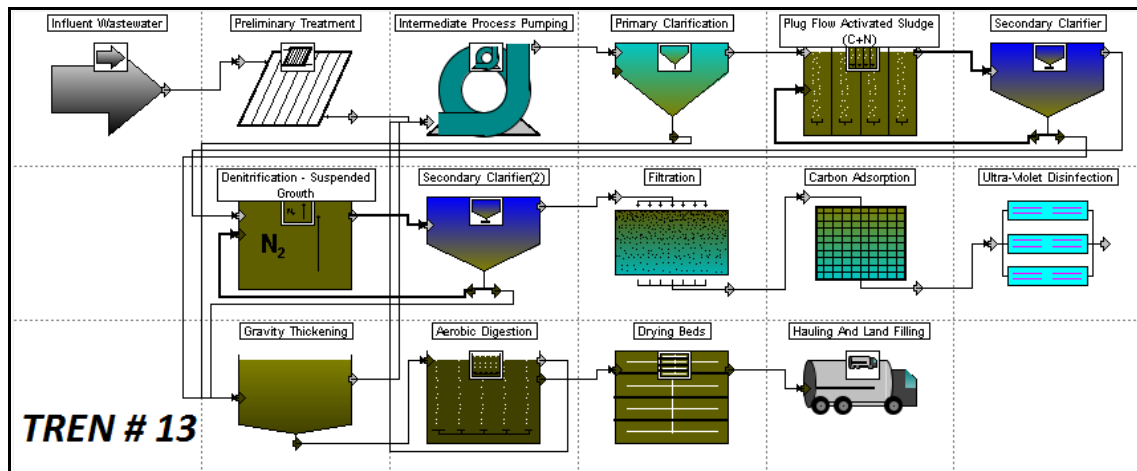 Influent Wastewater
Preliminary Treatment
Intermediate Process Pumping
Primary Clarification
Plug Flow Activated Sludge
(C+N)
Secondary Clarifier
Denitrification - Suspended
Growth
Secondary Clarifier(2)
Filtration
Carbon Adsorption
Ultra-Violet Disinfection
N2
Gravity Thickening
Aerobic Digestion
Drying Beds
Hauling And Land Filling
TREN # 13